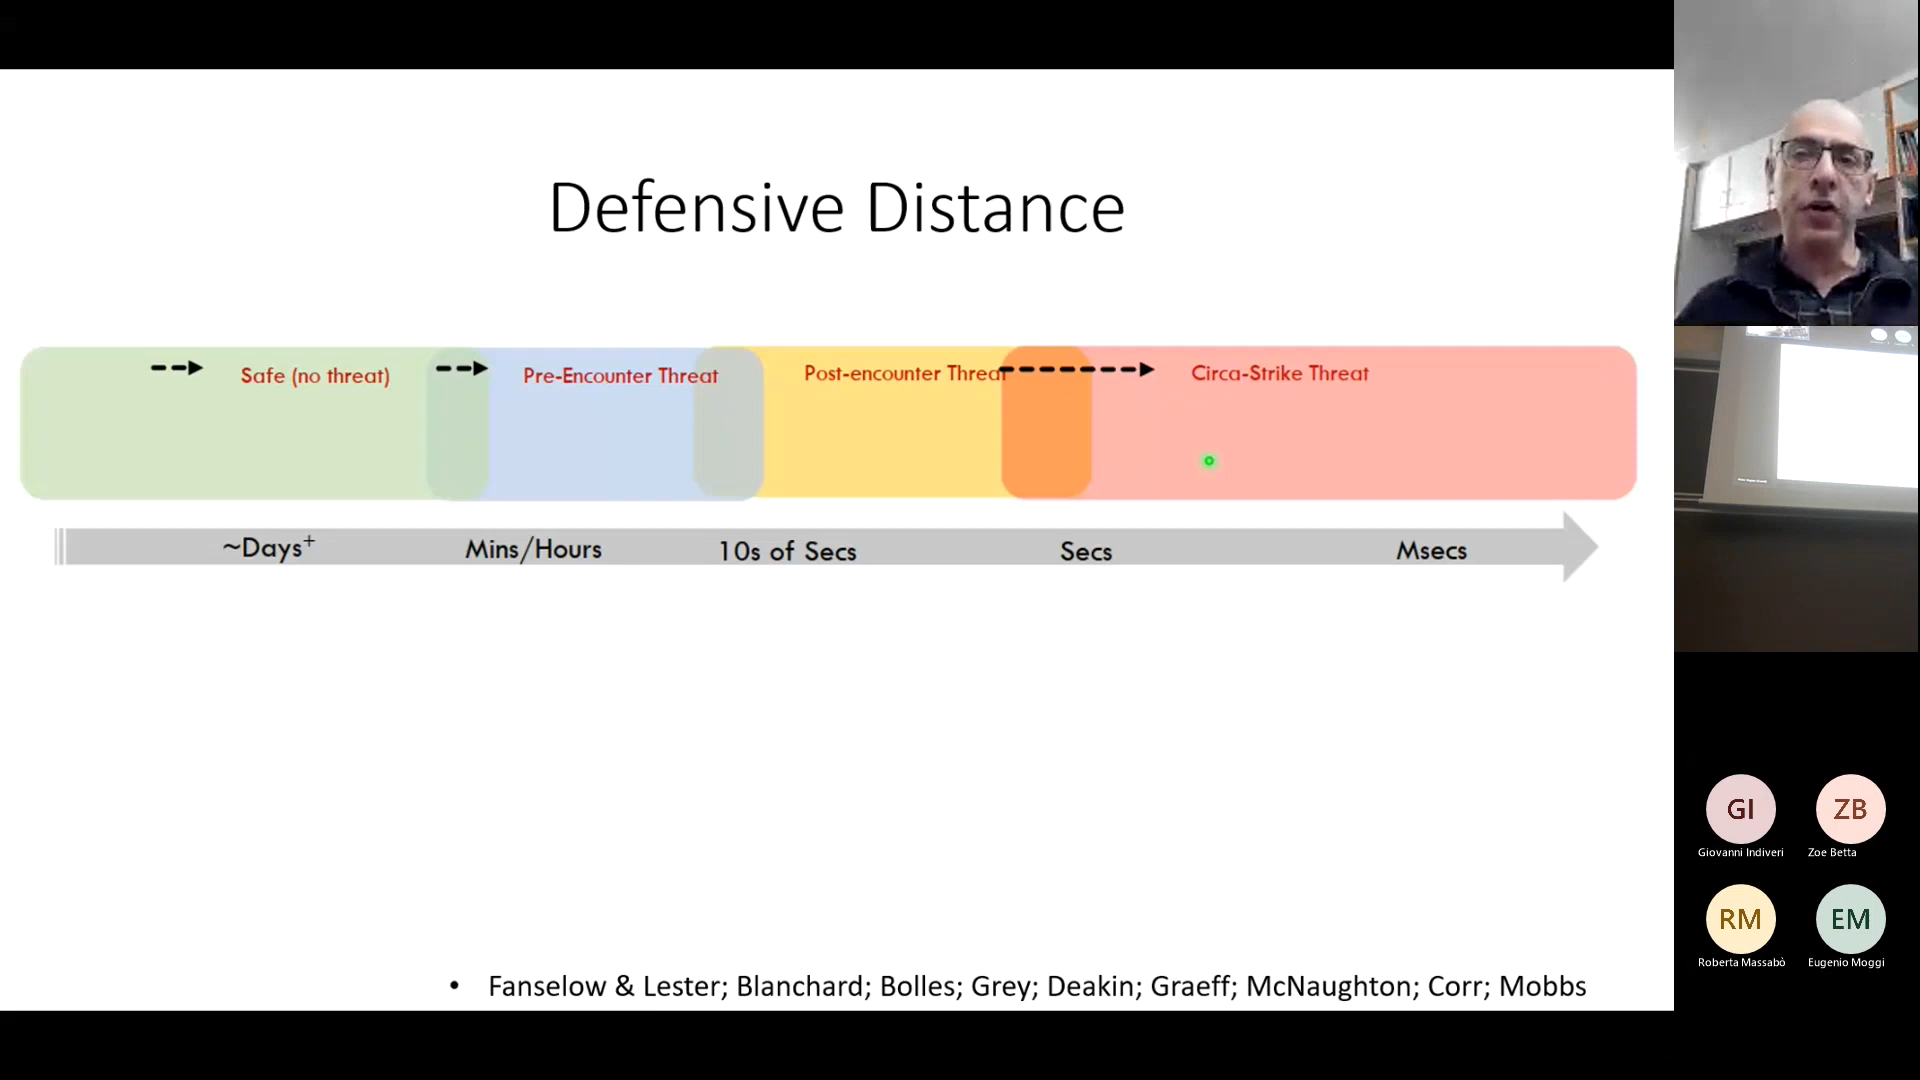 Defensive Distance
Safe (no threat)
Pre-Encounter Threat
Post-encounter Threat
Circa-Strike Threat
~Days+
Mins/Hours
10s of Secs
Secs
Msecs
• Fanselow & Lester; Blanchard; Bolles; Grey; Deakin; Graeff; McNaughton; Corr; Mobbs
GI
ZB
Giovanni Indiveri
Zoe Betta
RM
EM
Roberta Massabò
Eugenio Moggi